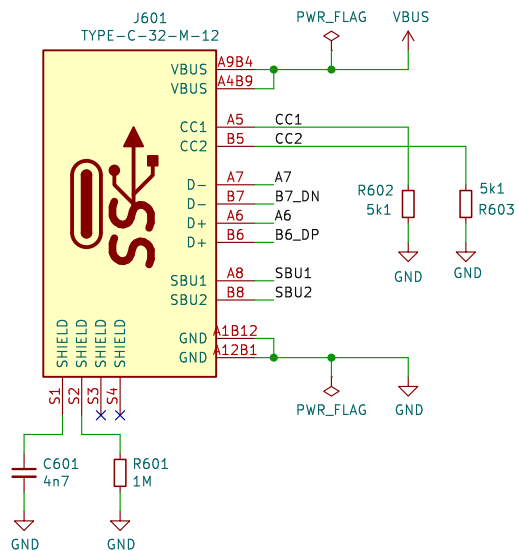 J601
TYPE-C-32-M-12
PWR_FLAG
VBUS
VBUS A9B4
VBUS A4B9
CC1 A5 CC1
CC2 B5 CC2
D- A7 A7
D- B7 B7_DN
D+ A6 A6
D+ B6 B6_DP
SBU1 A8 SBU1
SBU2 B8 SBU2
GND A1B12
GND A12B1
SS
R602
5k1
5k1
R603
GND
GND
SHIELD
SHIELD
SHIELD
SHIELD
S1
S2
S3
S4
PWR_FLAG
GND
C601
4n7
R601
1M
GND
GND